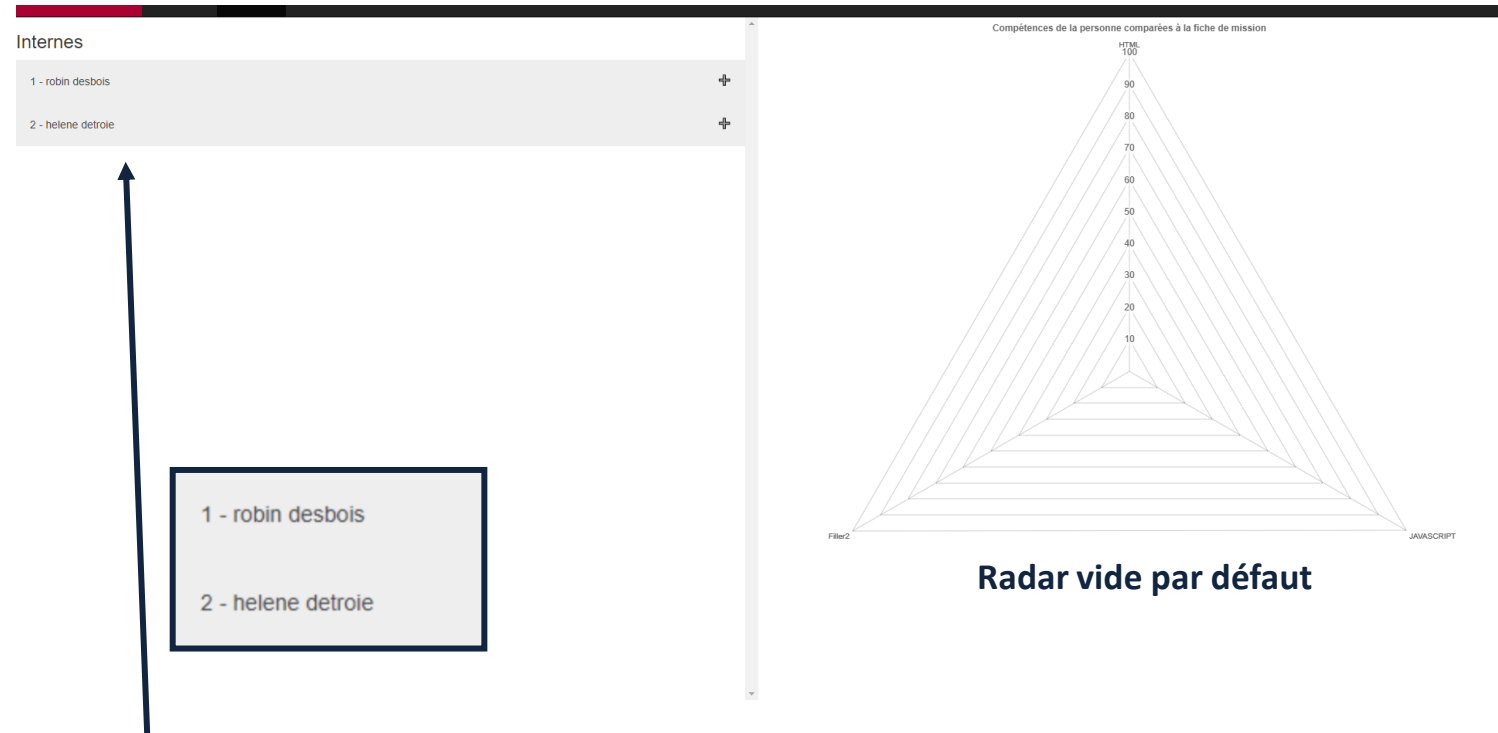 Internes
1 - robin desbois
2 - helene detroie
1 - robin desbois
2 - helene detroie
Compétences de la personne comparées à la fiche de mission
HTML
100
90
80
70
60
50
40
30
20
10
Filler2
JAVASCRIPT
Radar vide par défaut